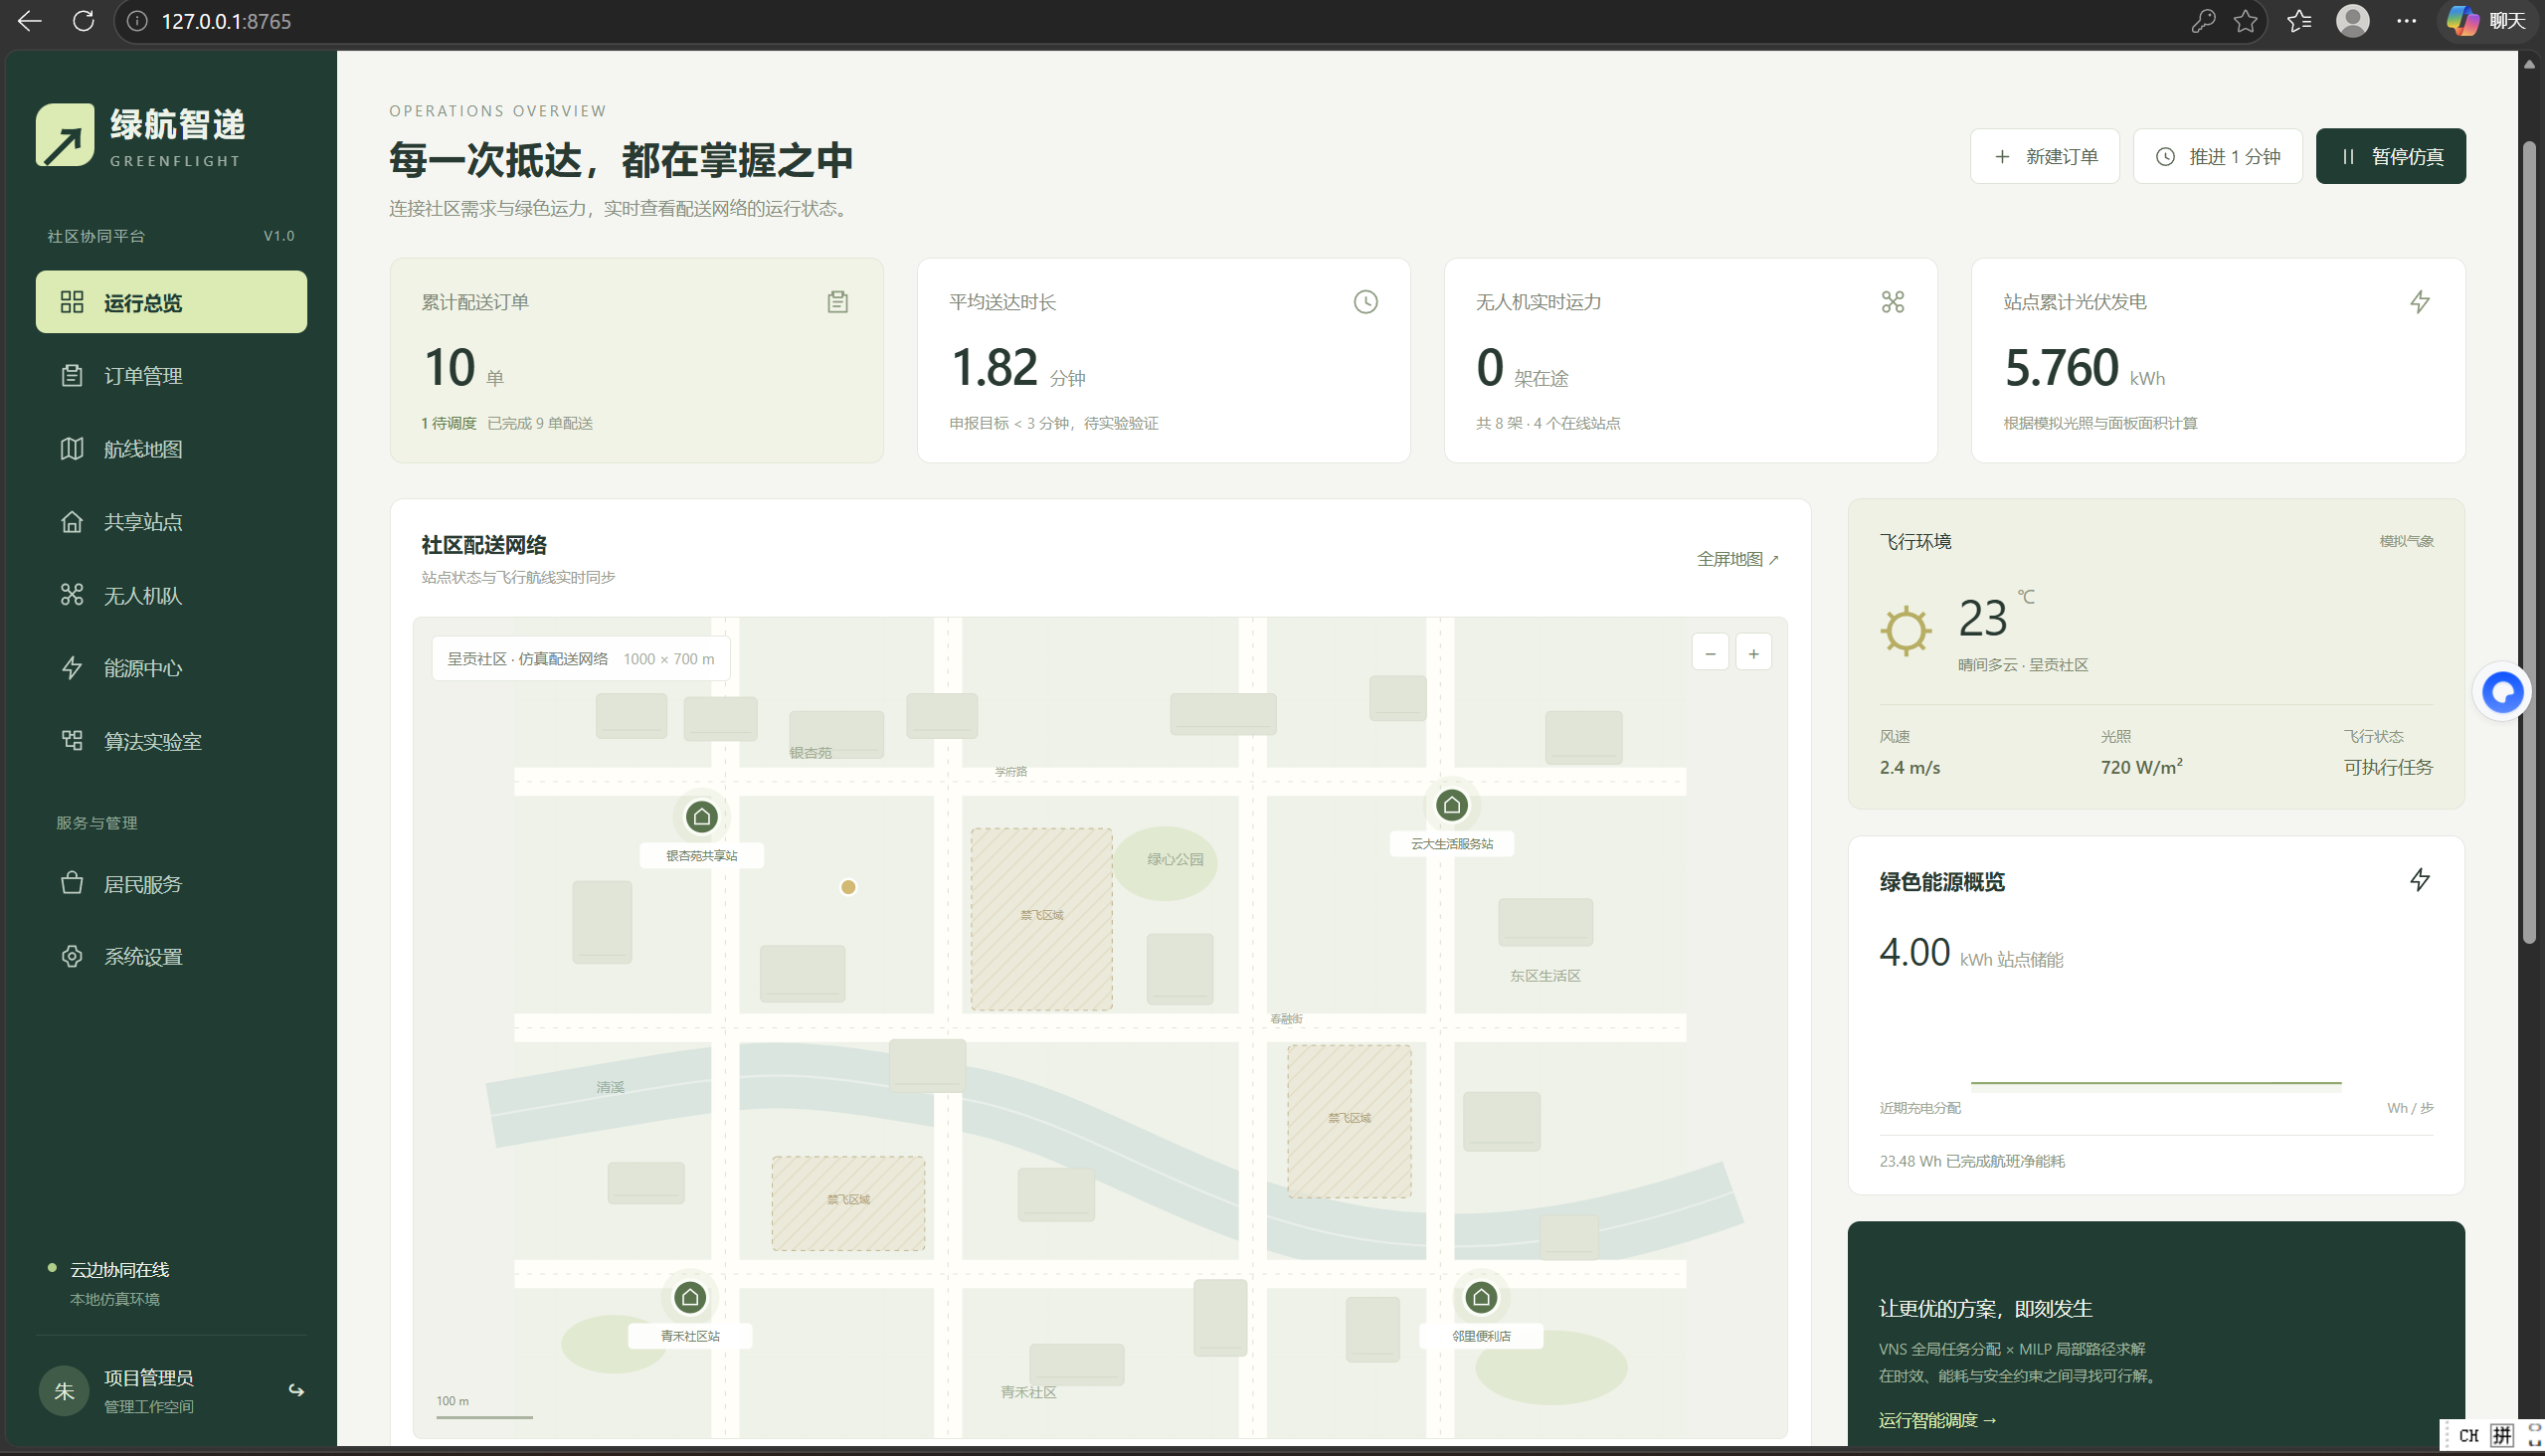 127.0.0.1:8765
聊天
绿航智递
GREENFLIGHT
社区协同平台 V1.0
运行总览
订单管理
航线地图
共享站点
无人机队
能源中心
算法实验室
服务与管理
居民服务
系统设置
云边协同在线
本地仿真环境
朱
项目管理员
管理工作空间
OPERATIONS OVERVIEW
每一次抵达，都在掌握之中
连接社区需求与绿色运力，实时查看配送网络的运行状态。
新建订单
推进 1 分钟
暂停仿真
累计配送订单
10 单
1 待调度 已完成 9 单配送
平均送达时长
1.82 分钟
申报目标 < 3 分钟，待实验验证
无人机实时运力
0 架在途
共 8 架 · 4 个在线站点
站点累计光伏发电
5.760 kWh
根据模拟光照与面板面积计算
社区配送网络
站点状态与飞行航线实时同步
全屏地图 ↗
呈贡社区 · 仿真配送网络 1000 × 700 m
− +
银杏苑
学府路
银杏苑共享站
云大生活服务站
绿心公园
禁飞区域
东区生活区
春融街
清溪
禁飞区域
禁飞区域
青禾社区站
邻里便利店
青禾社区
100 m
飞行环境
模拟气象
23 ℃
晴间多云 · 呈贡社区
风速 光照 飞行状态
2.4 m/s 720 W/m² 可执行任务
绿色能源概览
4.00 kWh 站点储能
近期充电分配 Wh / 步
23.48 Wh 已完成航班净能耗
让更优的方案，即刻发生
VNS 全局任务分配 × MILP 局部路径求解
在时效、能耗与安全约束之间寻找可行解。
运行智能调度 →
CH 拼